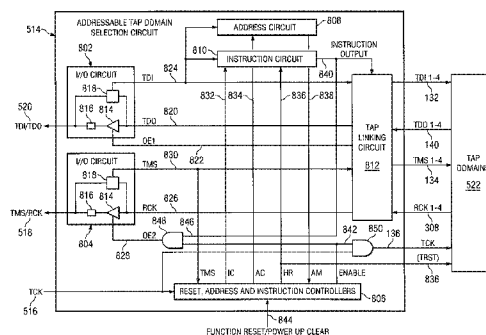 ADDRESSABLE TAP DOMAIN
SELECTION CIRCUIT
514
802
I/O CIRCUIT
818
816
814
520
TDI/TDO
TDI
824
820
TDO
OE1
822
ADDRESS CIRCUIT
808
810
INSTRUCTION CIRCUIT
INSTRUCTION
OUTPUT
840
832
834
836
838
TAP
LINKING
CIRCUIT
812
TDI 1-4
132
TDO 1-4
140
TMS 1-4
134
RCK 1-4
308
TAP
DOMAINS
522
830
TMS
I/O CIRCUIT
818
816
814
TMS/RCK
518
804
826
RCK
848
846
OE2
828
842
850
136
TCK
(TRST)
836
TMS
IC
AC
HR
AM
ENABLE
TCK
516
RESET, ADDRESS AND INSTRUCTION CONTROLLERS
806
844
FUNCTION RESET/POWER UP CLEAR